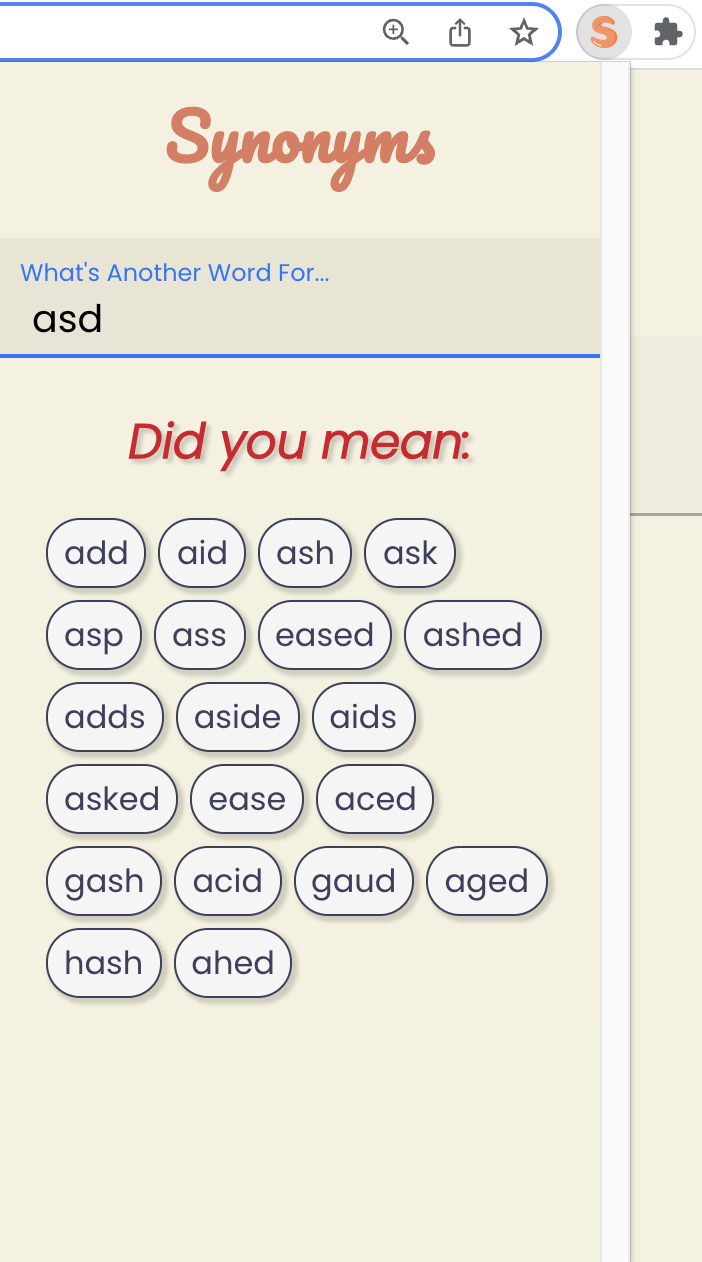 S
Synonyms
What's Another Word For...
asd
Did you mean:
add aid ash ask
asp ass eased ashed
adds aside aids
asked ease aced
gash acid gaud aged
hash ahed